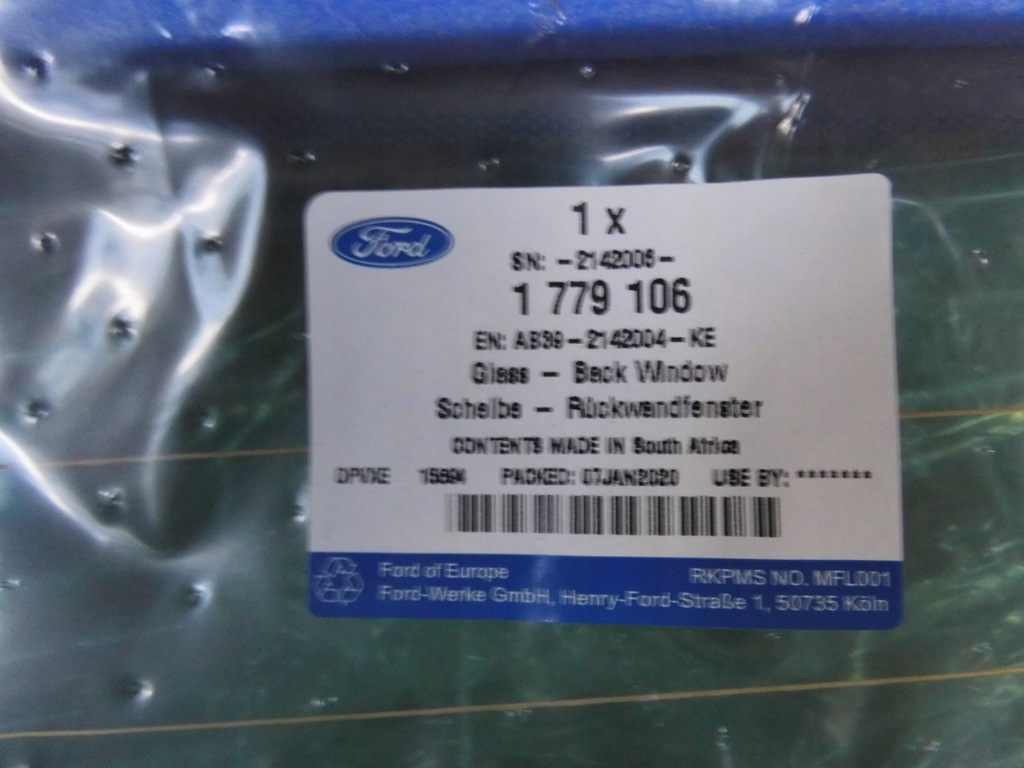 Ford
1 x
SN: -2142006-
1 779 106
EN: AB39-2142004-KE
Glass - Back Window
Scheibe - Rückwandfenster
CONTENTS MADE IN South Africa
DPVXE PACKED: 07JAN2020 USE BY: *******
Ford of Europe RKPMS NO. MFL001
Ford-Werke GmbH, Henry-Ford-Straße 1, 50735 Köln